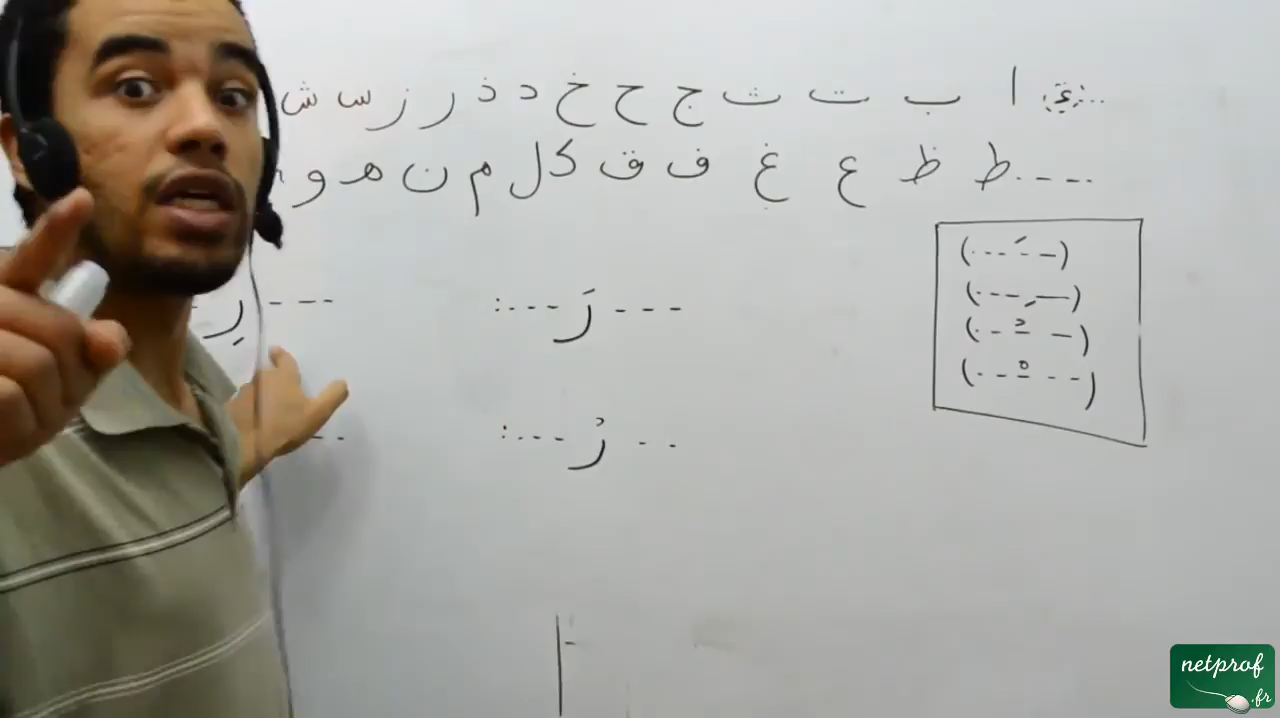 ...ءٍ ا ب ت ث ج ح خ د ذ ر ز س ش
....ط ظ ع غ ف ق ك ل م ن ه و
(---َ-)
(---ِ-)
(--ُ-)
(--ْ--)
--- رَ ---:
--- رِ
-- رُ ---:
netprof
.fr